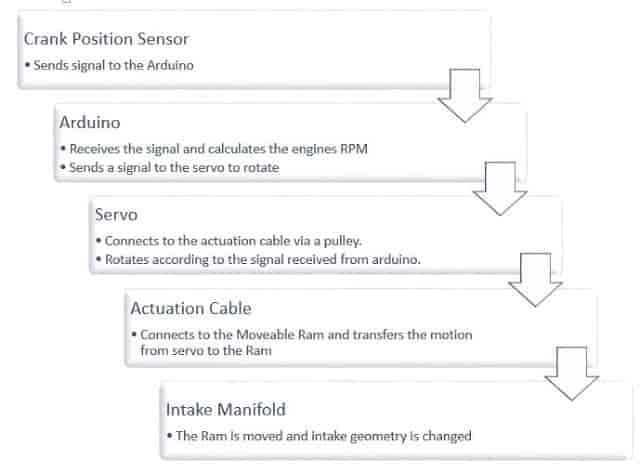 Crank Position Sensor
• Sends signal to the Arduino
Arduino
• Receives the signal and calculates the engines RPM
• Sends a signal to the servo to rotate
Servo
• Connects to the actuation cable via a pulley.
• Rotates according to the signal received from arduino.
Actuation Cable
• Connects to the Moveable Ram and transfers the motion
from servo to the Ram
Intake Manifold
• The Ram is moved and intake geometry is changed